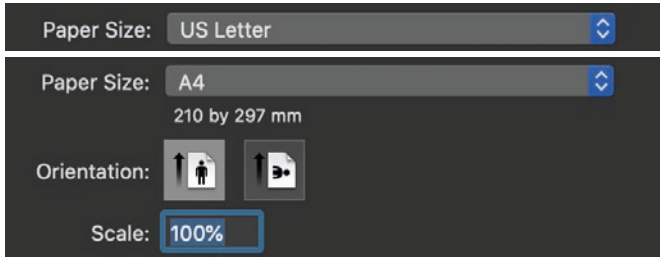 Paper Size: US Letter
Paper Size: A4
210 by 297 mm
Orientation:
Scale: 100%